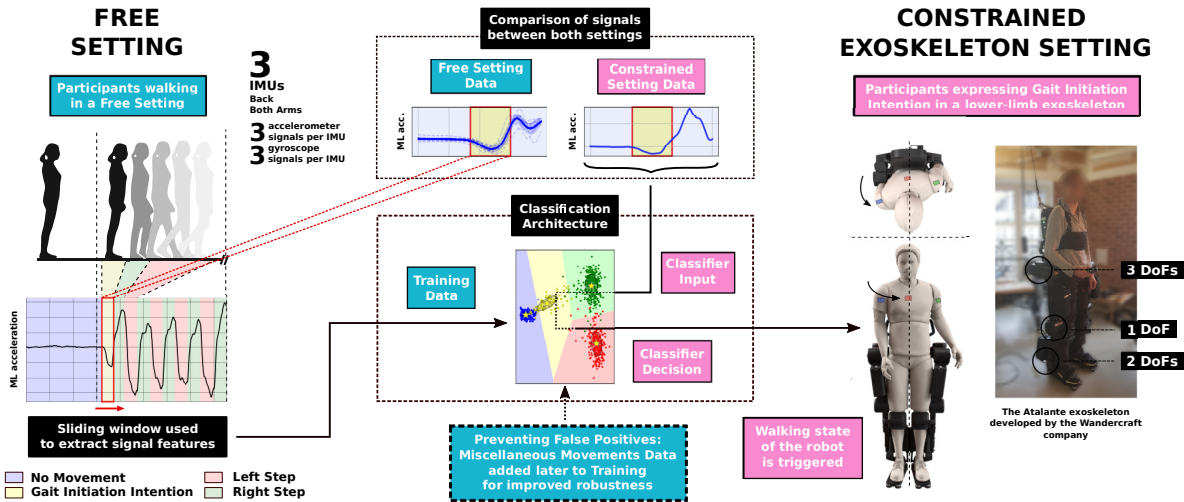 FREE
SETTING
Participants walking
in a Free Setting
3
IMUs
Back
Both Arms
3 accelerometer
signals per IMU
3 gyroscope
signals per IMU
ML acceleration
Sliding window used
to extract signal features
No Movement
Gait Initiation Intention
Left Step
Right Step
Comparison of signals
between both settings
Free Setting
Data
Constrained
Setting Data
ML acc.
ML acc.
Classification
Architecture
Training
Data
Classifier
Input
Classifier
Decision
Preventing False Positives:
Miscellaneous Movements Data
added later to Training
for improved robustness
CONSTRAINED
EXOSKELETON SETTING
Participants expressing Gait Initiation
Intention in a lower-limb exoskeleton
3 DoFs
1 DoF
2 DoFs
The Atalante exoskeleton
developed by the Wandercraft
company
Walking state
of the robot
is triggered